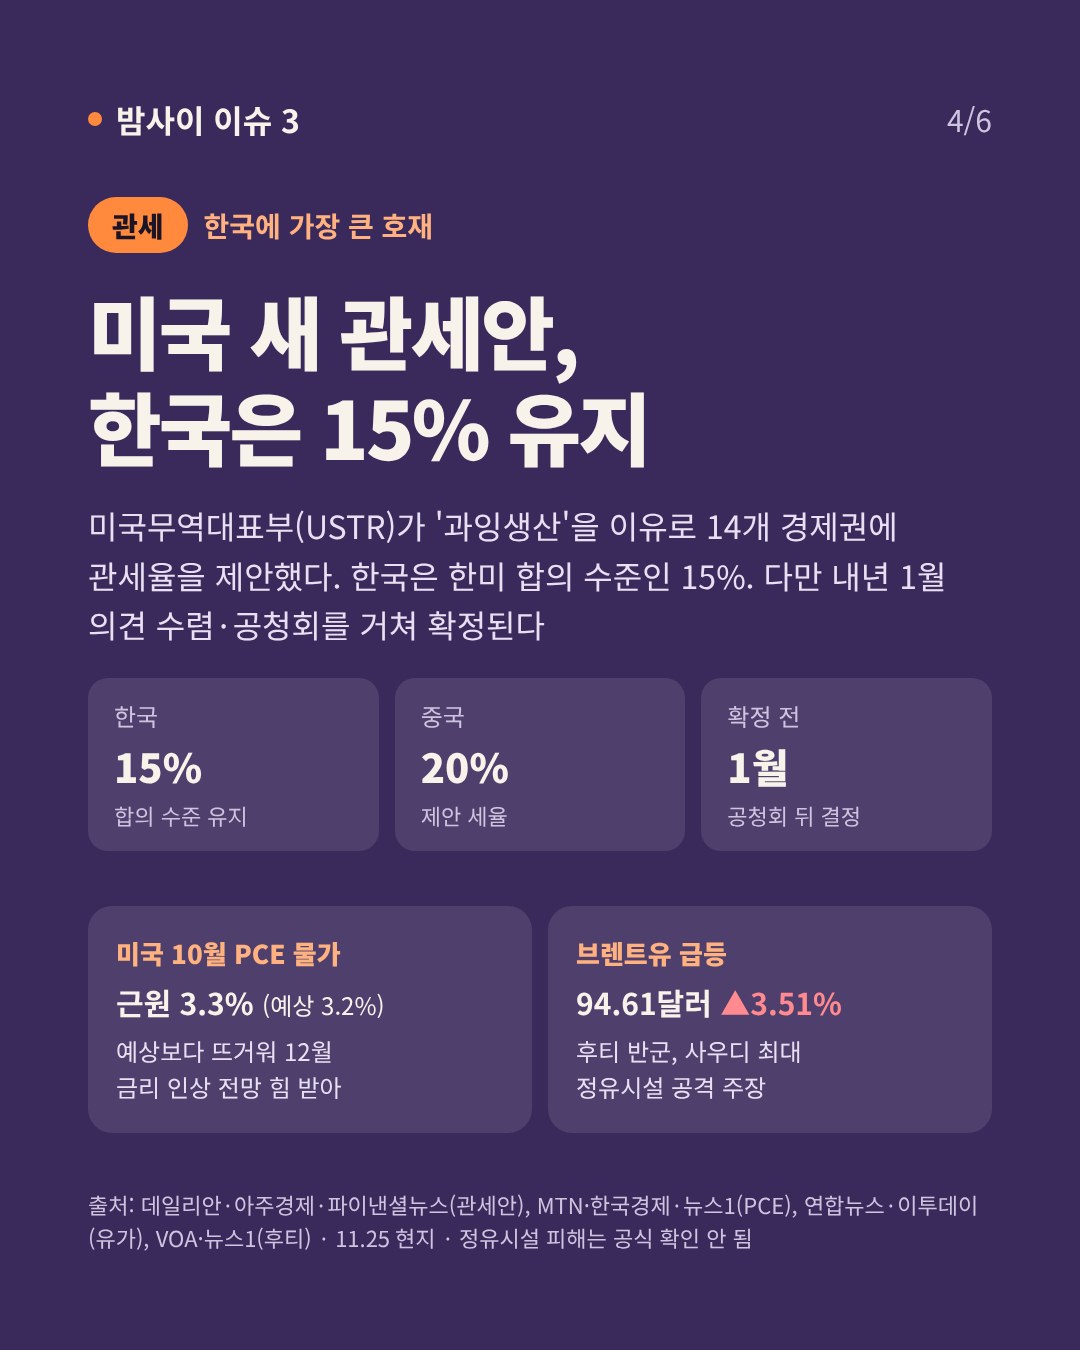 밤사이 이슈 3
4/6
관세 한국에 가장 큰 호재
미국 새 관세안,
한국은 15% 유지
미국무역대표부(USTR)가 '과잉생산'을 이유로 14개 경제권에
관세율을 제안했다. 한국은 한미 합의 수준인 15%. 다만 내년 1월
의견 수렴·공청회를 거쳐 확정된다
한국
15%
합의 수준 유지
중국
20%
제안 세율
확정 전
1월
공청회 뒤 결정
미국 10월 PCE 물가
근원 3.3% (예상 3.2%)
예상보다 뜨거워 12월
금리 인상 전망 힘 받아
브렌트유 급등
94.61달러 ▲3.51%
후티 반군, 사우디 최대
정유시설 공격 주장
출처: 데일리안·아주경제·파이낸셜뉴스(관세안), MTN·한국경제·뉴스1(PCE), 연합뉴스·이투데이
(유가), VOA·뉴스1(후티) · 11.25 현지 · 정유시설 피해는 공식 확인 안 됨